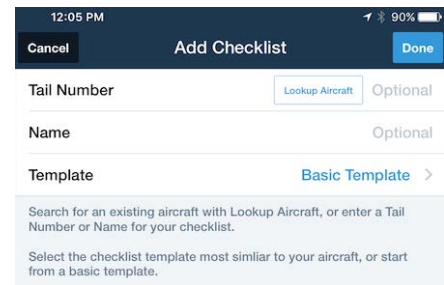 12:05 PM 90%
Cancel Add Checklist Done
Tail Number Lookup Aircraft Optional
Name Optional
Template Basic Template >
Search for an existing aircraft with Lookup Aircraft, or enter a Tail
Number or Name for your checklist.
Select the checklist template most simliar to your aircraft, or start
from a basic template.